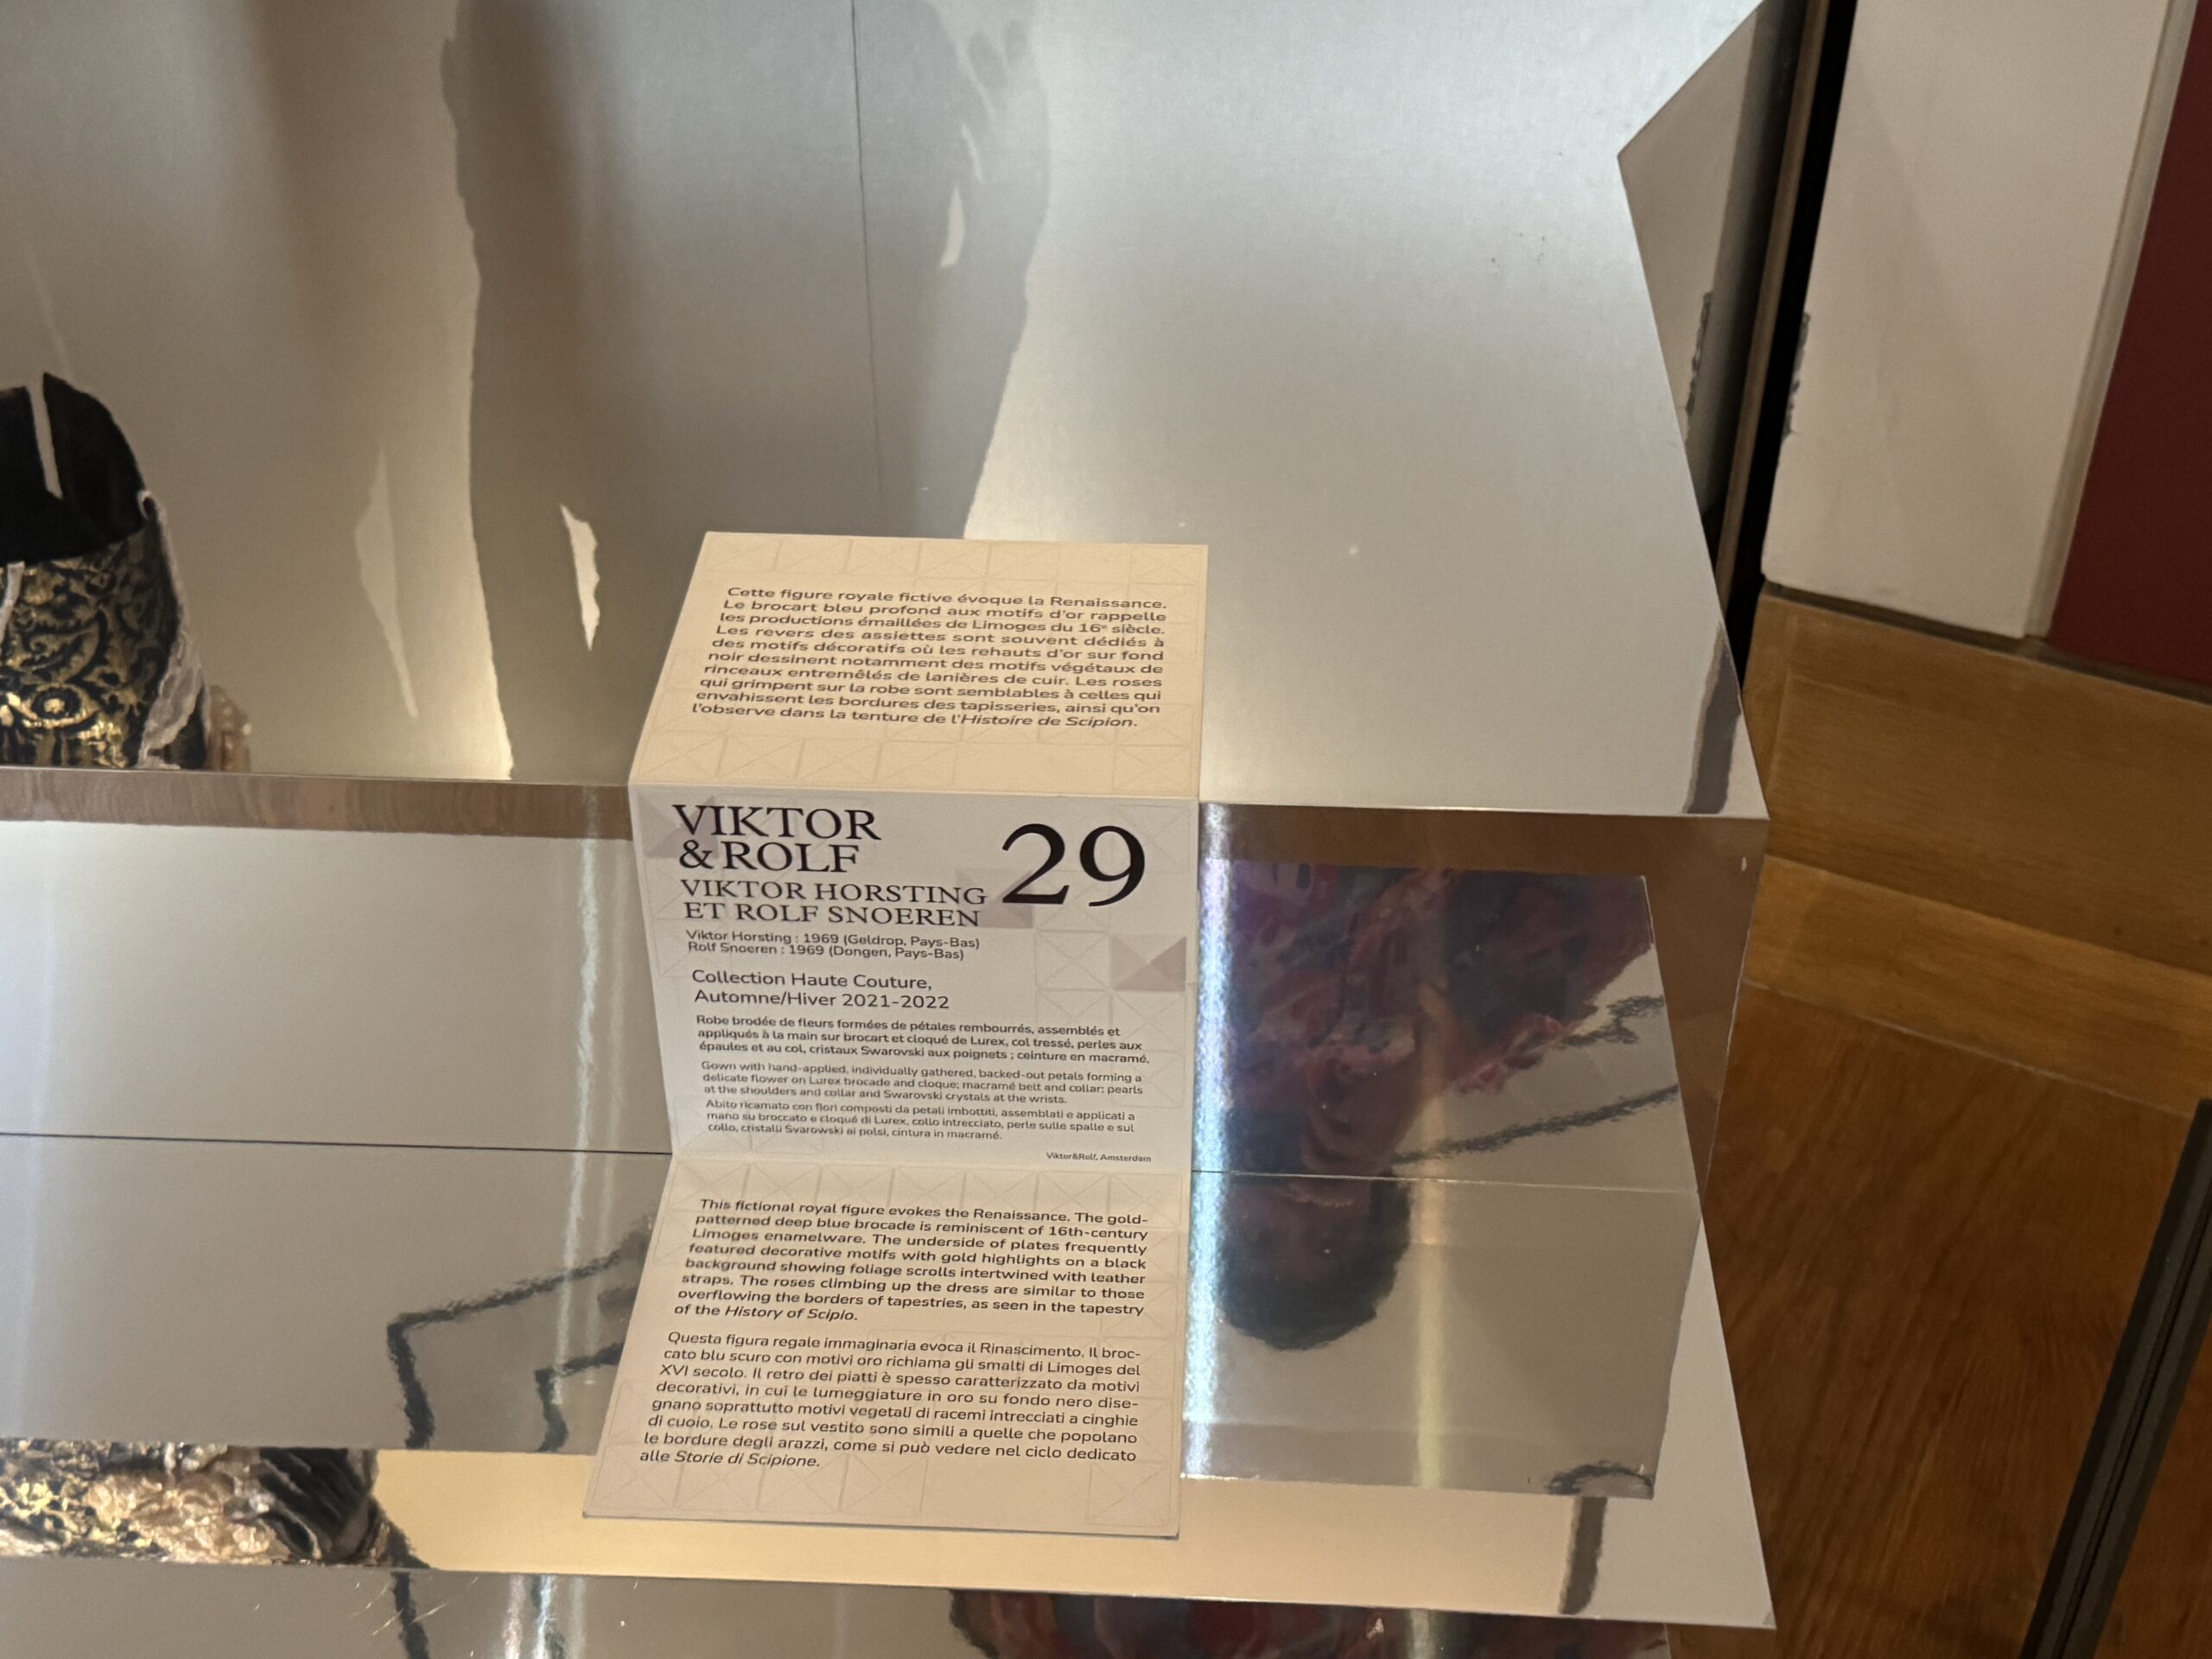 Cette figure royale fictive évoque la Renaissance.
Le brocart bleu profond aux motifs d'or rappelle
les productions émaillées de Limoges du 16e siècle.
Les revers des assiettes sont souvent dédiés à
des motifs décoratifs où les rehauts d'or sur fond
noir dessinent notamment des motifs végétaux de
rinceaux entremêlés de lanières de cuir. Les roses
qui grimpent sur la robe sont semblables à celles qui
envahissent les bordures des tapisseries, ainsi qu'on
l'observe dans la tenture de l'Histoire de Scipion.
VIKTOR
& ROLF
29
VIKTOR HORSTING
ET ROLF SNOEREN
Viktor Horsting : 1969 (Geldrop, Pays-Bas)
Rolf Snoeren : 1969 (Dongen, Pays-Bas)
Collection Haute Couture,
Automne/Hiver 2021-2022
Robe brodée de fleurs formées de pétales rembourrés, assemblés et
appliqués à la main sur brocart et cloqué de Lurex, col tressé, perles aux
épaules et au col, cristaux Swarovski aux poignets ; ceinture en macramé.
Gown with hand-applied, individually gathered, backed-out petals forming a
delicate flower on Lurex brocade and cloque; macramé belt and collar; pearls
at the shoulders and collar and Swarovski crystals at the wrists.
Abito ricamato con fiori composti da petali imbottiti, assemblati e applicati a
mano su broccato e cloqué di Lurex, collo intrecciato, perle sulle spalle e sul
collo, cristalli Svarowski ai polsi, cintura in macramé.
Viktor&Rolf, Amsterdam
This fictional royal figure evokes the Renaissance. The gold-
patterned deep blue brocade is reminiscent of 16th-century
Limoges enamelware. The underside of plates frequently
featured decorative motifs with gold highlights on a black
background showing foliage scrolls intertwined with leather
straps. The roses climbing up the dress are similar to those
overflowing the borders of tapestries, as seen in the tapestry
of the History of Scipio.
Questa figura regale immaginaria evoca il Rinascimento. Il broc-
cato blu scuro con motivi oro richiama gli smalti di Limoges del
XVI secolo. Il retro dei piatti è spesso caratterizzato da motivi
decorativi, in cui le lumeggiature in oro su fondo nero dise-
gnano soprattutto motivi vegetali di racemi intrecciati a cinghie
di cuoio. Le rose sul vestito sono simili a quelle che popolano
le bordure degli arazzi, come si può vedere nel ciclo dedicato
alle Storie di Scipione.